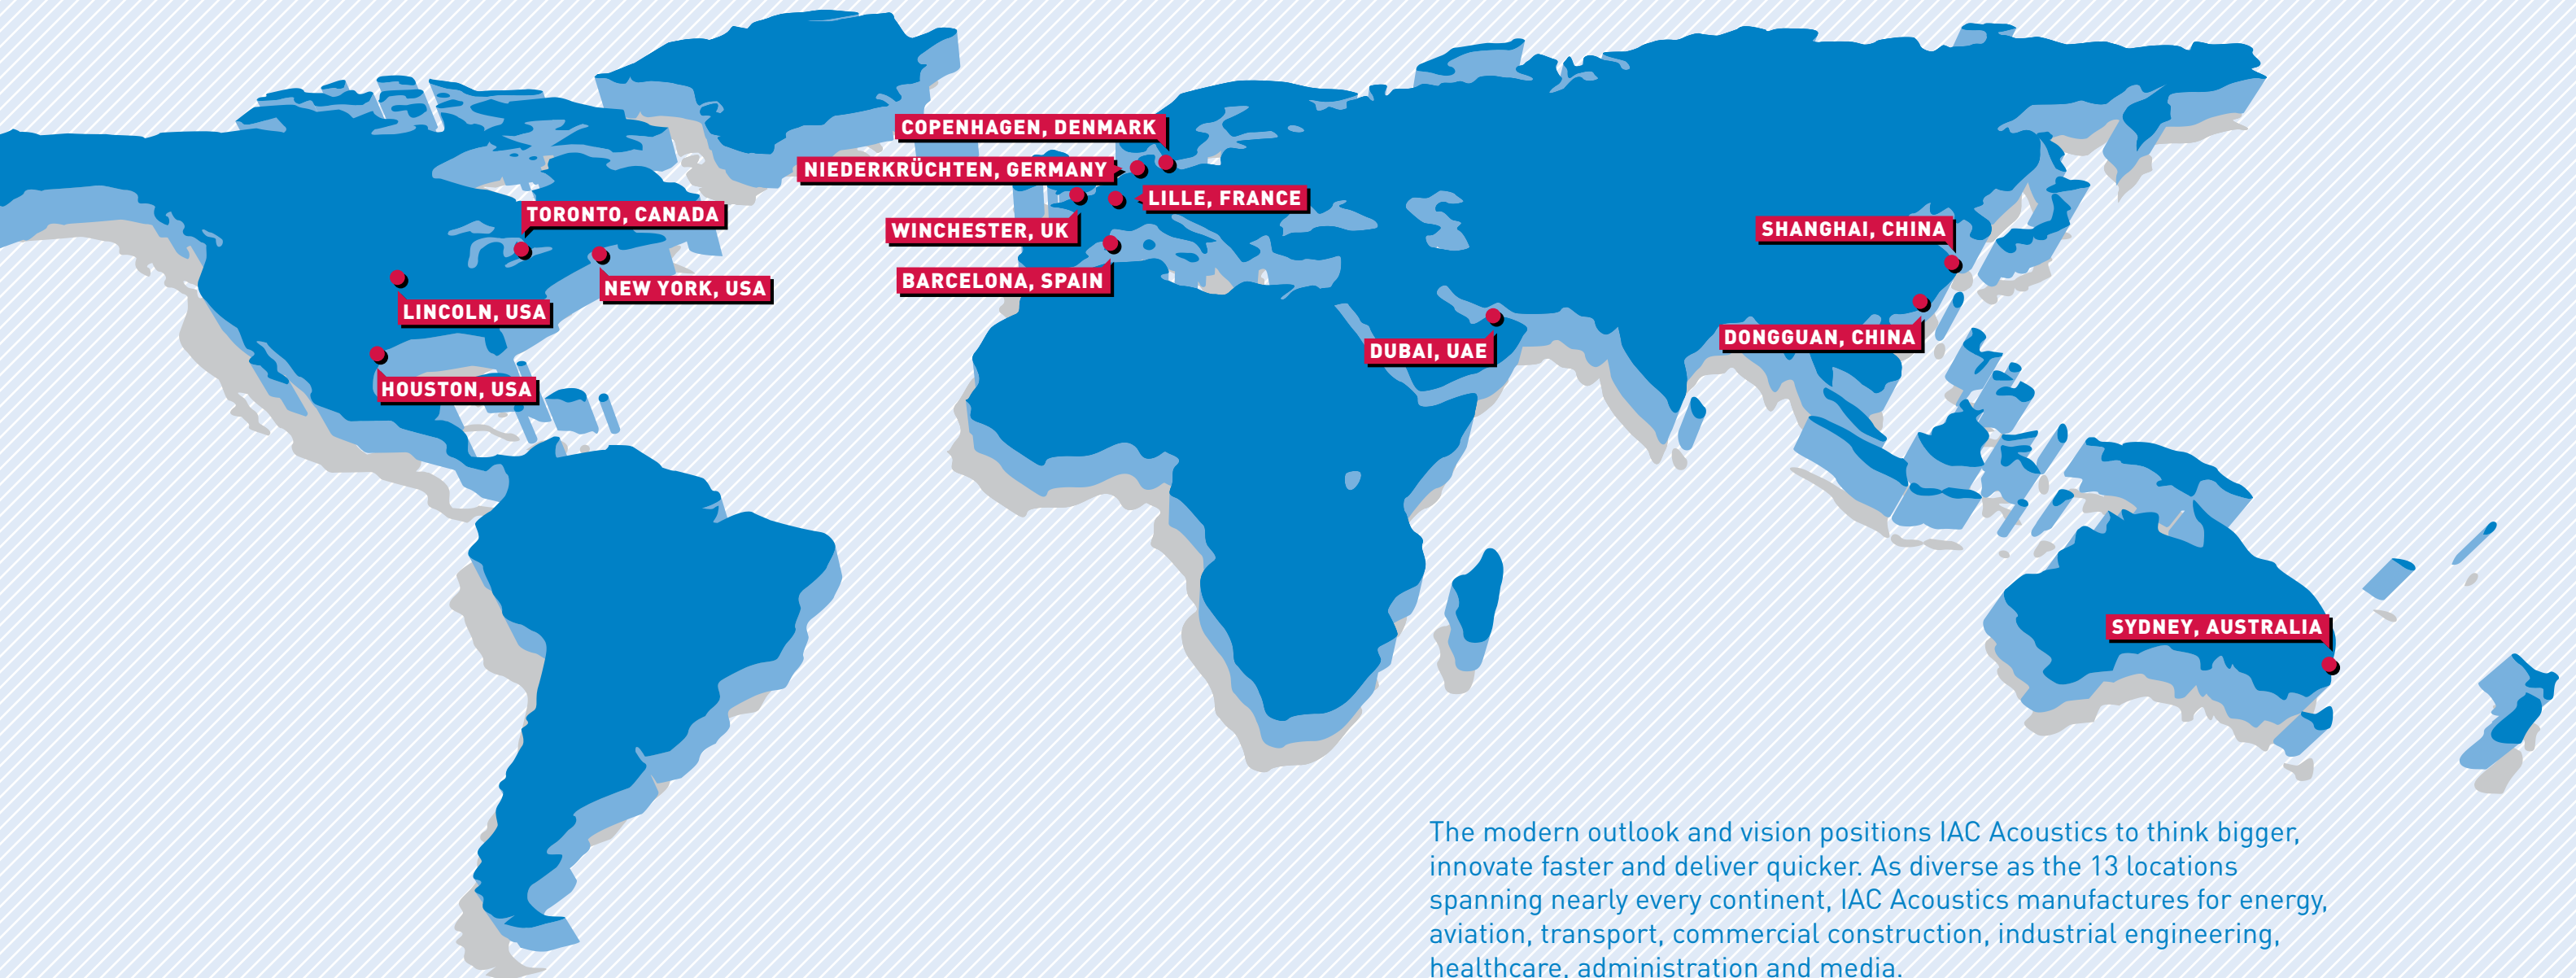 COPENHAGEN, DENMARK
NIEDERKRÜCHTEN, GERMANY
LILLE, FRANCE
TORONTO, CANADA
WINCHESTER, UK
SHANGHAI, CHINA
BARCELONA, SPAIN
NEW YORK, USA
LINCOLN, USA
DONGGUAN, CHINA
DUBAI, UAE
HOUSTON, USA
SYDNEY, AUSTRALIA
The modern outlook and vision positions IAC Acoustics to think bigger,
innovate faster and deliver quicker. As diverse as the 13 locations
spanning nearly every continent, IAC Acoustics manufactures for energy,
aviation, transport, commercial construction, industrial engineering,
healthcare, administration and media.